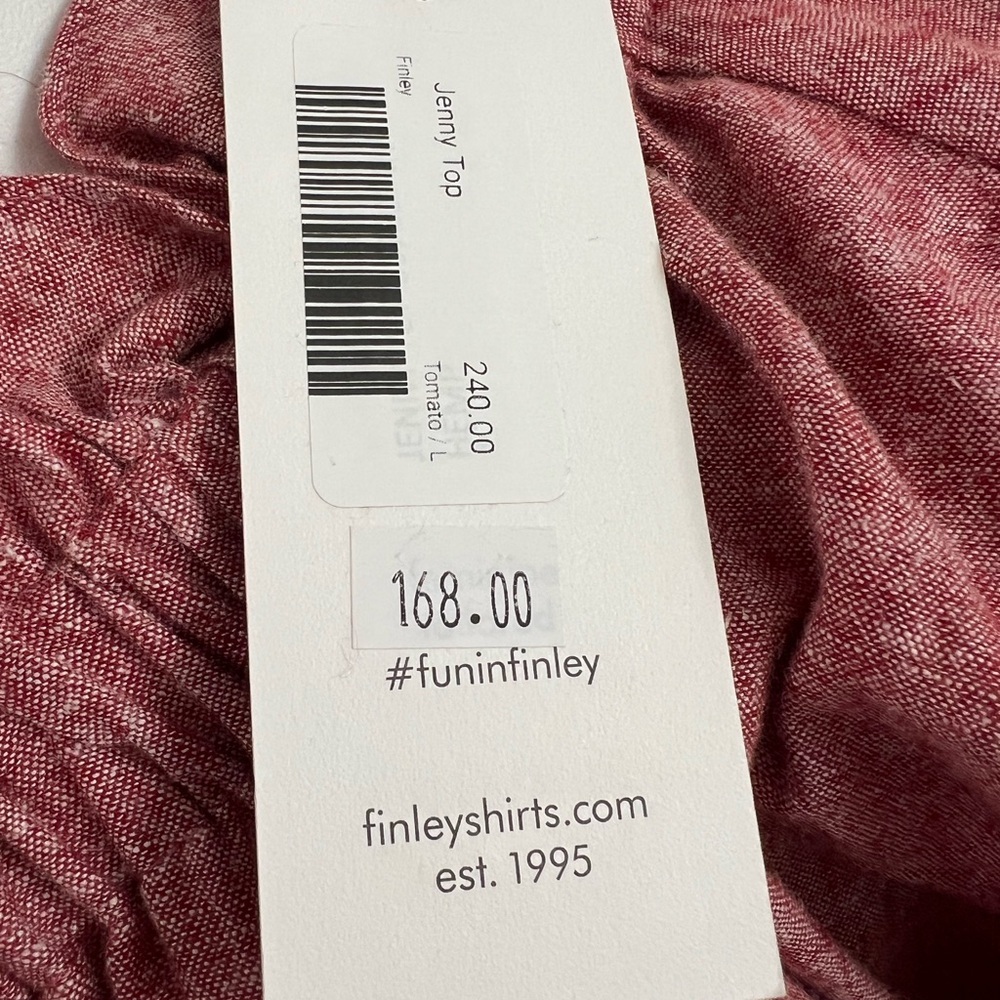 Finley
Jenny Top
240.00
Tomato / L
168.00
#funinfinley
finleyshirts.com
est. 1995